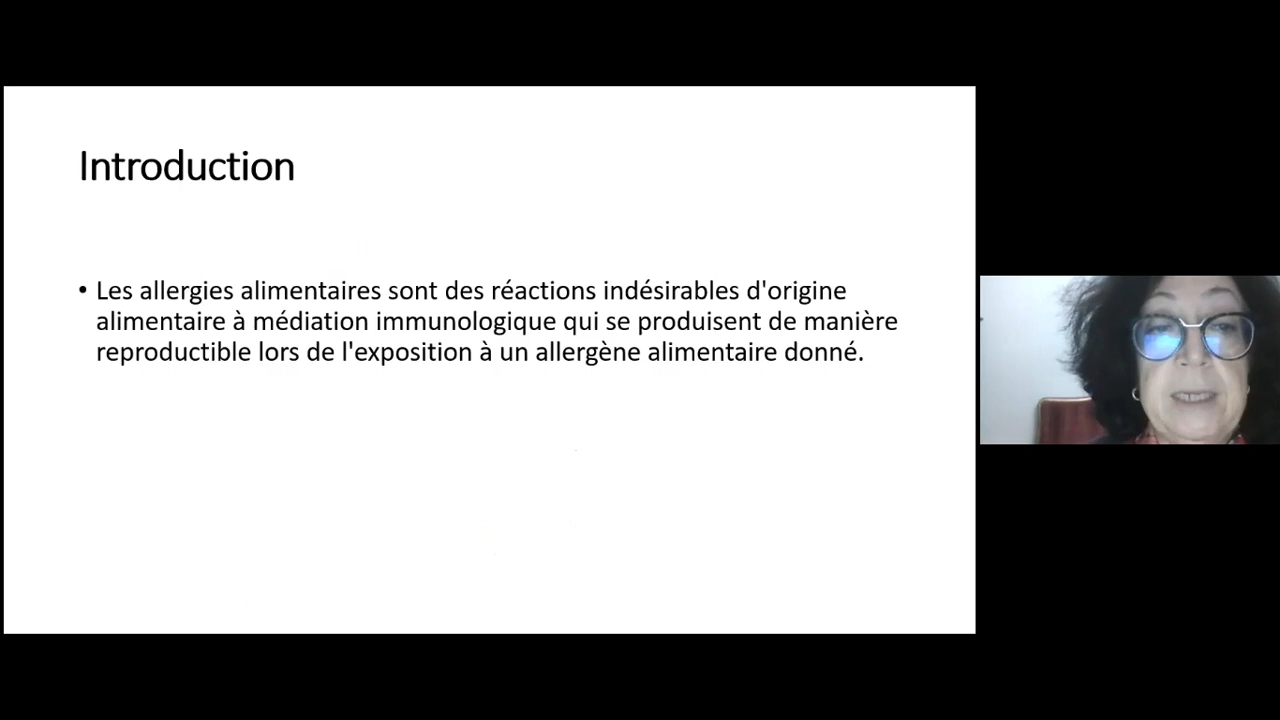 Introduction
• Les allergies alimentaires sont des réactions indésirables d'origine
alimentaire à médiation immunologique qui se produisent de manière
reproductible lors de l'exposition à un allergène alimentaire donné.